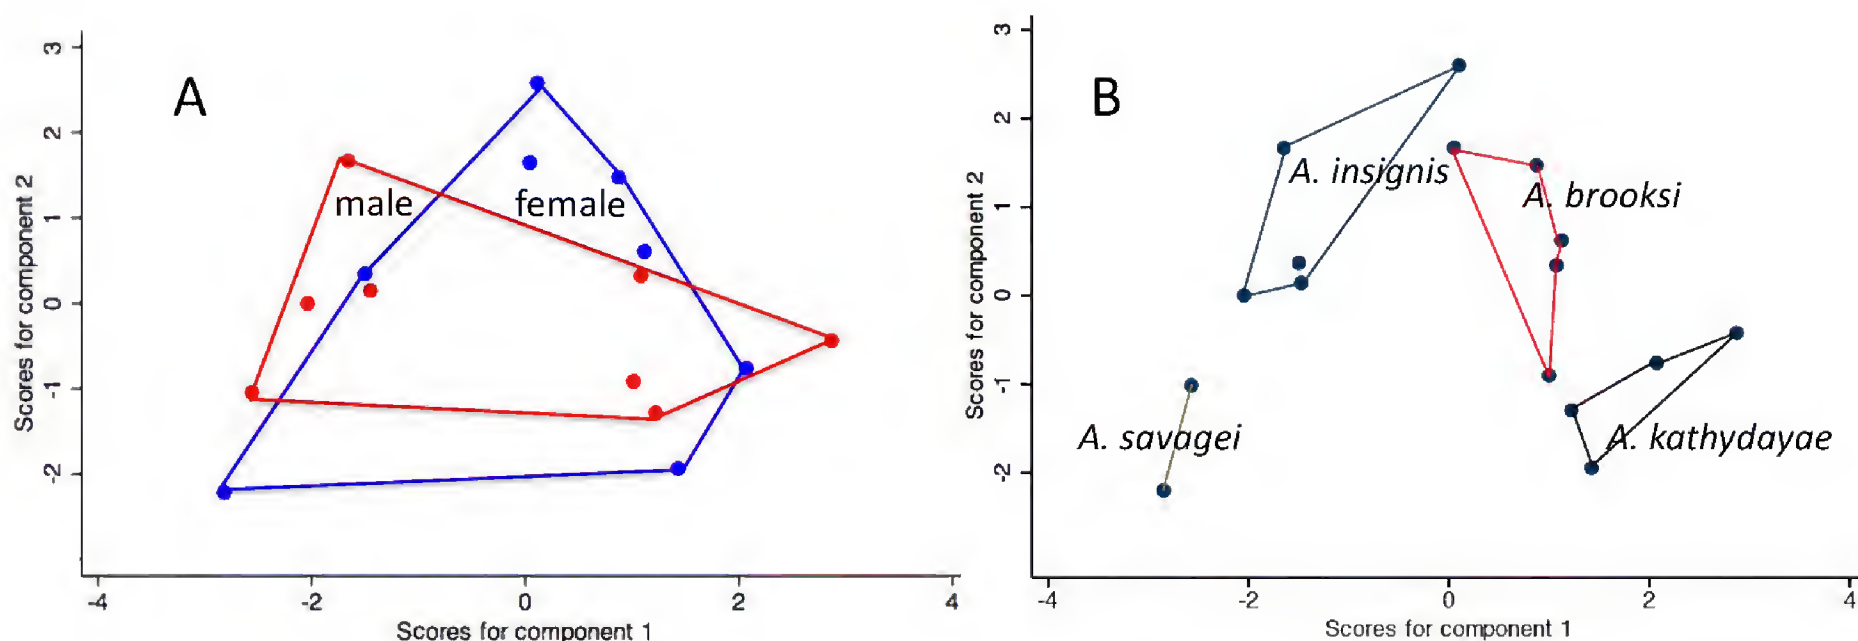 A
male
female
Scores for component 2
3
2
1
0
-1
-2
-4
-2
0
2
4
Scores for component 1
B
A. insignis
A. brooksi
A. savagei
A. kathydayae
Scores for component 2
3
2
1
0
-1
-2
-4
-2
0
2
4
Scores for component 1